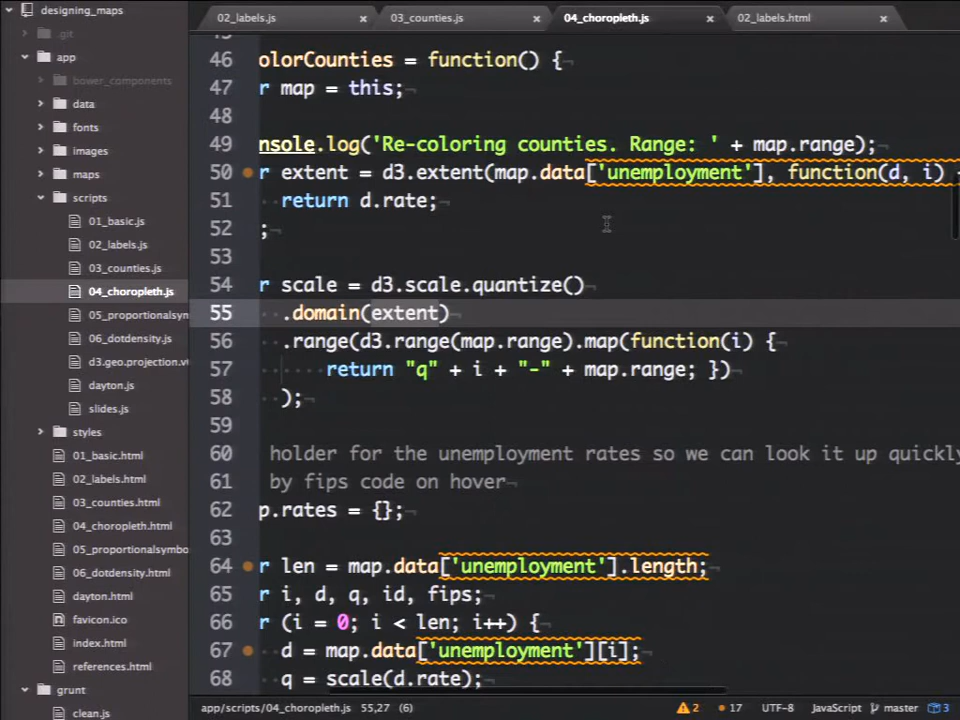 designing_maps
.git
app
bower_components
data
fonts
images
maps
scripts
01_basic.js
02_labels.js
03_counties.js
04_choropleth.js
05_proportionalsyn
06_dotdensity.js
d3.geo.projection.v
dayton.js
slides.js
styles
01_basic.html
02_labels.html
03_counties.html
04_choropleth.html
05_proportionalsymbo
06_dotdensity.html
dayton.html
favicon.ico
index.html
references.html
grunt
clean.js
02_labels.js × 03_counties.js × 04_choropleth.js × 02_labels.html ×
46 olorCounties = function() {¬
47 r map = this;¬
48 ¬
49 nsole.log('Re-coloring counties. Range: ' + map.range);¬
50 r extent = d3.extent(map.data['unemployment'], function(d, i) {
51 return d.rate;¬
52 ;¬
53
54 r scale = d3.scale.quantize()¬
55 .domain(extent)¬
56 .range(d3.range(map.range).map(function(i) {¬
57 return "q" + i + "-" + map.range; })¬
58 );¬
59
60 holder for the unemployment rates so we can look it up quickly
61 by fips code on hover¬
62 p.rates = {};¬
63
64 r len = map.data['unemployment'].length;¬
65 r i, d, q, id, fips;¬
66 r (i = 0; i < len; i++) {¬
67 d = map.data['unemployment'][i];¬
68 q = scale(d.rate);¬
app/scripts/04_choropleth.js 55,27 (6) 2 17 UTF-8 JavaScript master 3